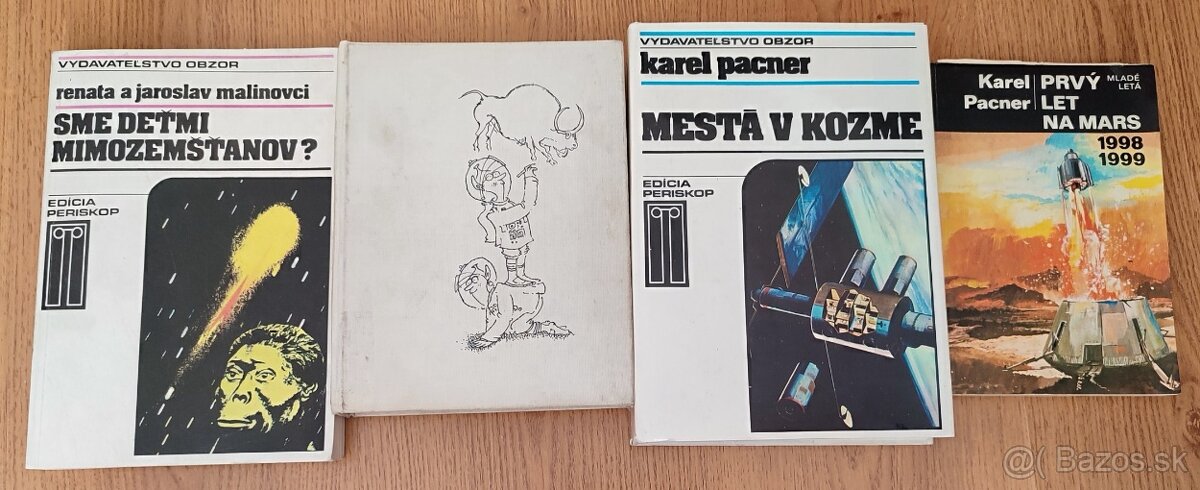 VYDAVATEĽSTVO OBZOR
renata a jaroslav malinovci
SME DEŤMI
MIMOZEMŠŤANOV?
EDÍCIA
PERISKOP
VYDAVATEĽSTVO OBZOR
karel pacner
MESTÁ V KOZME
EDÍCIA
PERISKOP
Karel
Pacner
PRVÝ
LET
NA MARS
1998
1999
MLADÉ
LETÁ
@( Bazos.sk